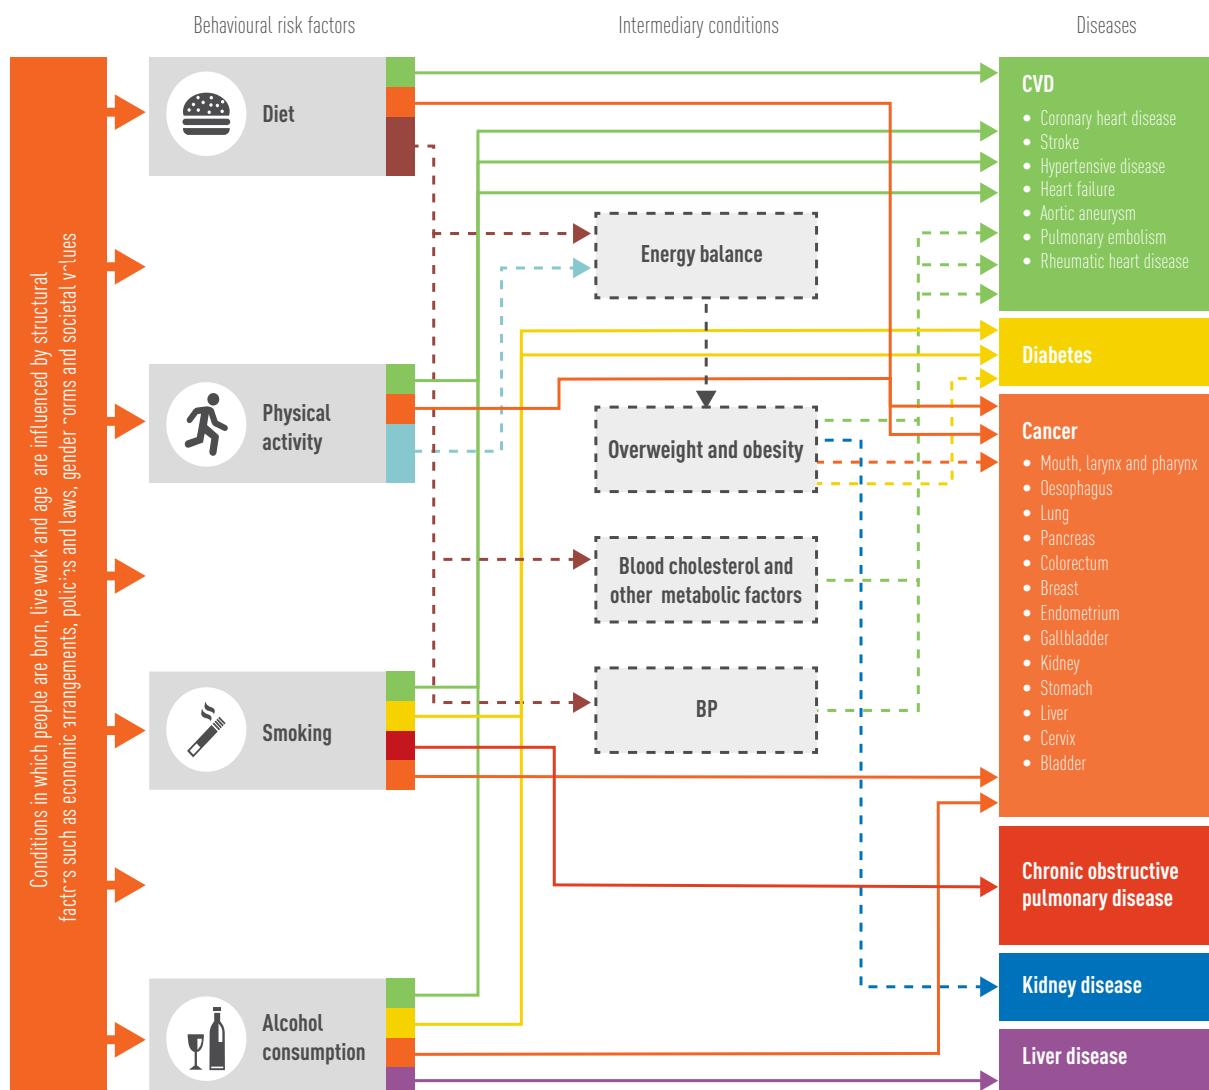 Behavioural risk factors
Intermediary conditions
Diseases
Conditions in which people are born, live work and age are influenced by structural
factors such as economic arrangements, policies and laws, gender norms and societal values
Diet
Physical
activity
Smoking
Alcohol
consumption
Energy balance
Overweight and obesity
Blood cholesterol and
other metabolic factors
BP
CVD
• Coronary heart disease
• Stroke
• Hypertensive disease
• Heart failure
• Aortic aneurysm
• Pulmonary embolism
• Rheumatic heart disease
Diabetes
Cancer
• Mouth, larynx and pharynx
• Oesophagus
• Lung
• Pancreas
• Colorectum
• Breast
• Endometrium
• Gallbladder
• Kidney
• Stomach
• Liver
• Cervix
• Bladder
Chronic obstructive
pulmonary disease
Kidney disease
Liver disease